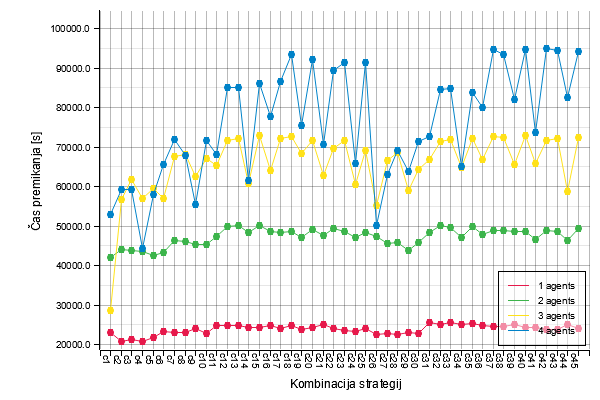 Čas premikanja [s]
100000.0
90000.0
80000.0
70000.0
60000.0
50000.0
40000.0
30000.0
20000.0
1 agents
2 agents
3 agents
4 agents
c1 c2 c3 c4 c5 c6 c7 c8 c9 c10 c11 c12 c13 c14 c15 c16 c17 c18 c19 c20 c21 c22 c23 c24 c25 c26 c27 c28 c29 c30 c31 c32 c33 c34 c35 c36 c37 c38 c39 c40 c41 c42 c43 c44 c45
Kombinacija strategij